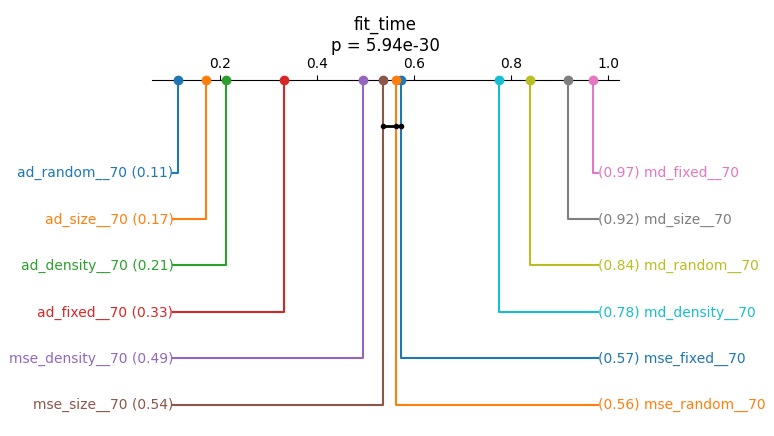 fit_time
p = 5.94e-30
0.2 0.4 0.6 0.8 1.0
ad_random__70 (0.11) (0.97) md_fixed__70
ad_size__70 (0.17) (0.92) md_size__70
ad_density__70 (0.21) (0.84) md_random__70
ad_fixed__70 (0.33) (0.78) md_density__70
mse_density__70 (0.49) (0.57) mse_fixed__70
mse_size__70 (0.54) (0.56) mse_random__70